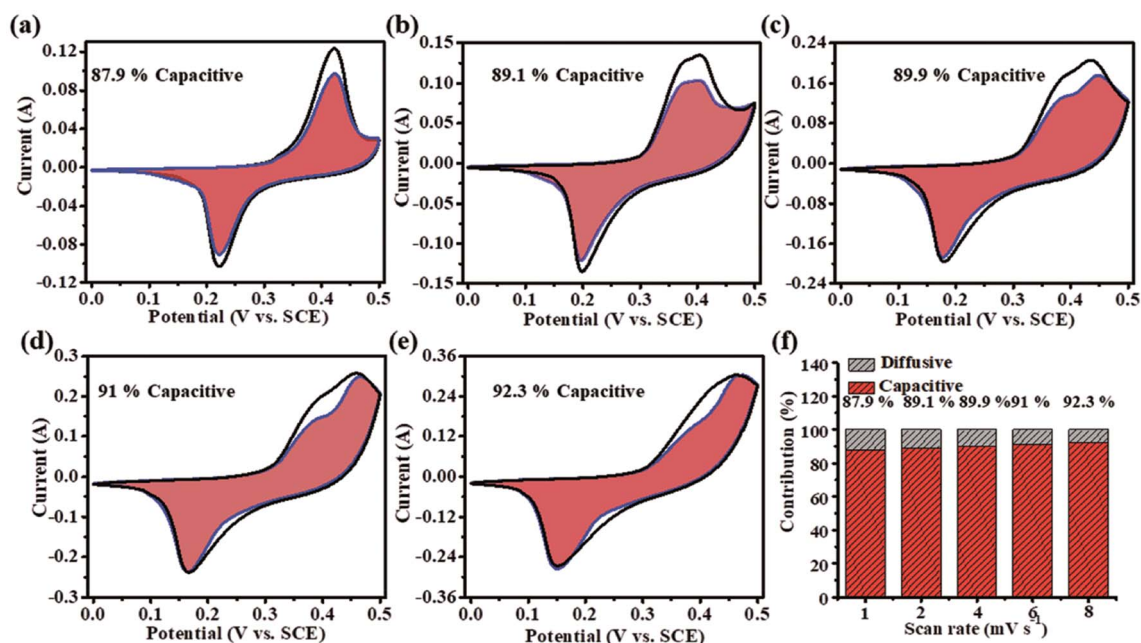 (a)
0.12
0.08
0.04
0.00
-0.04
-0.08
-0.12
Current (A)
87.9 % Capacitive
0.0 0.1 0.2 0.3 0.4 0.5
Potential (V vs. SCE)
(b)
0.15
0.10
0.05
0.00
-0.05
-0.10
-0.15
Current (A)
89.1 % Capacitive
0.0 0.1 0.2 0.3 0.4 0.5
Potential (V vs. SCE)
(c)
0.24
0.16
0.08
0.00
-0.08
-0.16
-0.24
Current (A)
89.9 % Capacitive
0.0 0.1 0.2 0.3 0.4 0.5
Potential (V vs. SCE)
(d)
0.3
0.2
0.1
0.0
-0.1
-0.2
-0.3
Current (A)
91 % Capacitive
0.0 0.1 0.2 0.3 0.4 0.5
Potential (V vs. SCE)
(e)
0.36
0.24
0.12
0.00
-0.12
-0.24
-0.36
Current (A)
92.3 % Capacitive
0.0 0.1 0.2 0.3 0.4 0.5
Potential (V vs. SCE)
(f)
140
120
100
80
60
40
20
0
Contribution (%)
Diffusive
Capacitive
87.9 % 89.1 % 89.9 % 91 % 92.3 %
1 2 4 6 8
Scan rate (mV s⁻¹)